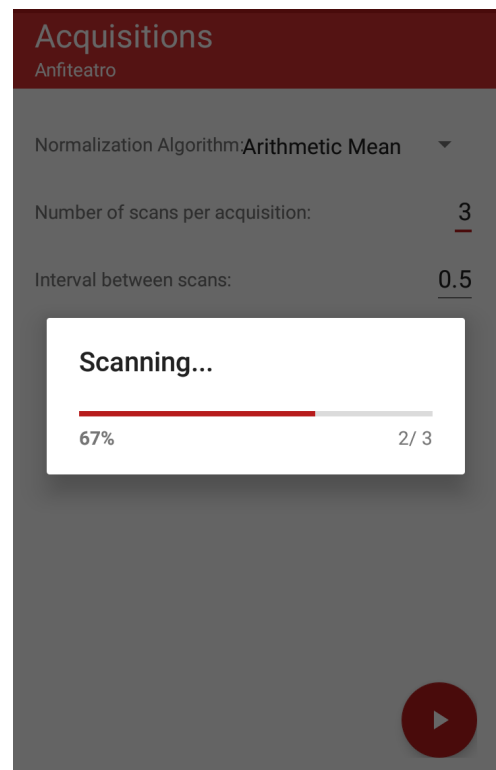 Acquisitions
Anfiteatro
Normalization Algorithm:Arithmetic Mean
Number of scans per acquisition: 3
Interval between scans: 0.5
Scanning...
67% 2/ 3